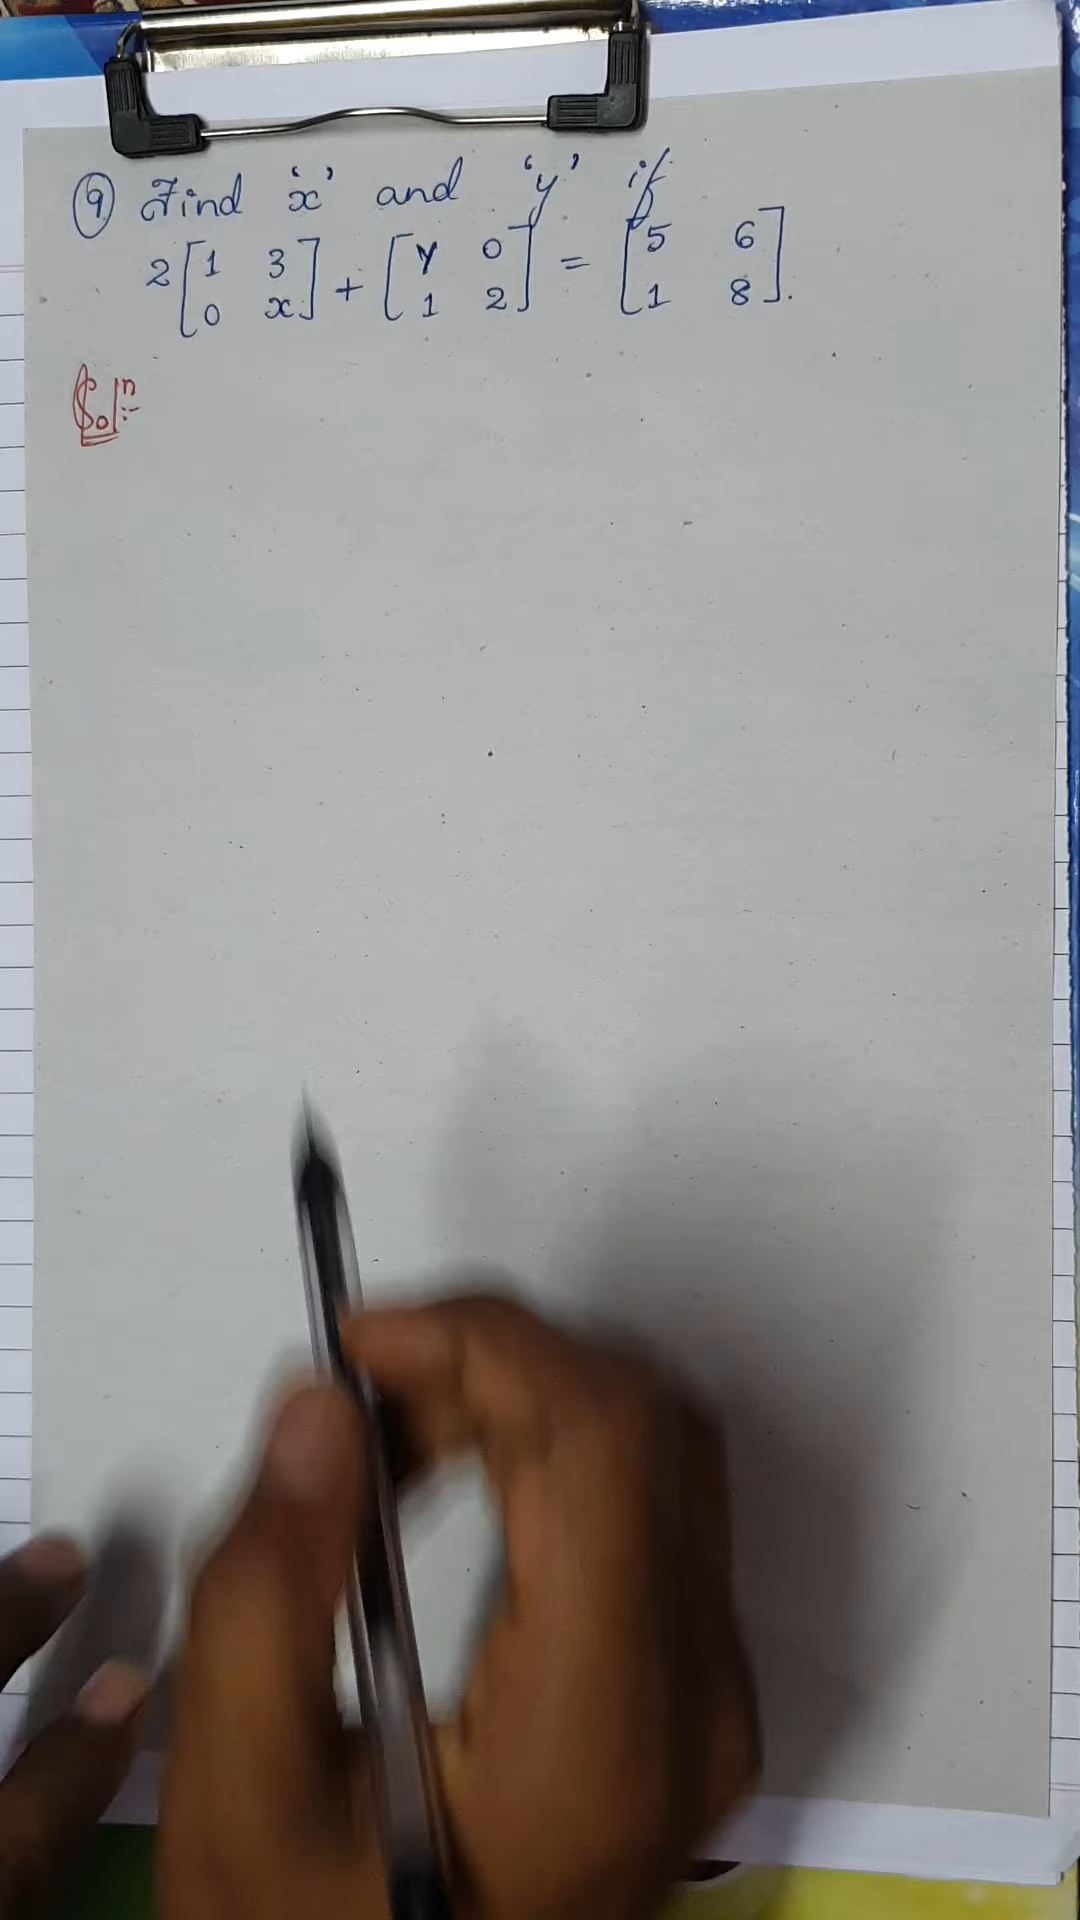 9 Find 'x' and 'y' if
2[1 3 0 x] + [y 0 1 2] = [5 6 1 8].
Solⁿ:-